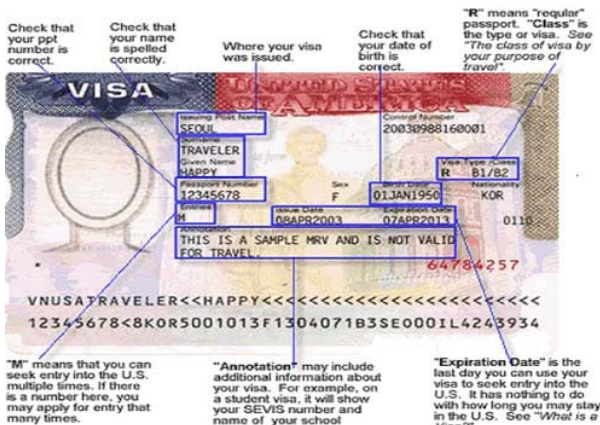 Check that
your ppt
number is
correct.
Check that
your name
is spelled
correctly.
Where your visa
was issued.
Check that
your date of
birth is
correct.
"R" means "regular"
passport. "Class" is
the type or visa. See
"The class of visa by
your purpose of
travel".
VISA
UNITED STATES
OF AMERICA
Issuing Post Name
SEOUL
Control Number
20030988160001
Surname
TRAVELER
Given Name
HAPPY
Visa Type /Class
R B1/B2
Passport Number
12345678
Sex
F
Birth Date
01JAN1950
Nationality
KOR
Entries
M
Issue Date
08APR2003
Expiration Date
07APR2013
0110
Annotation
THIS IS A SAMPLE MRV AND IS NOT VALID
FOR TRAVEL.
*
64784257
VNUSATRAVELER<<HAPPY<<<<<<<<<<<<<<<<<<<<<<<<
12345678<8KOR5001013F1304071B3SE000IL4243934
"M" means that you can
seek entry into the U.S.
multiple times. If there
is a number here, you
may apply for entry that
many times.
"Annotation" may include
additional information about
your visa. For example, on
a student visa, it will show
your SEVIS number and
name of your school
"Expiration Date" is the
last day you can use your
visa to seek entry into the
U.S. It has nothing to do
with how long you may stay
in the U.S. See "What is a